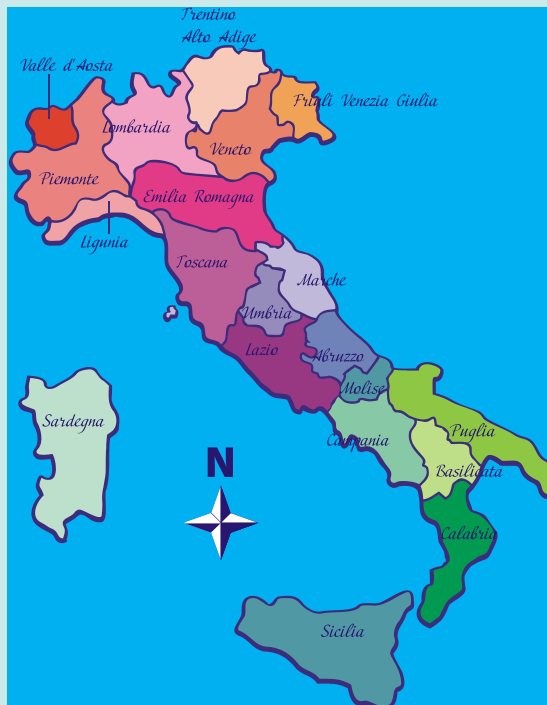 Trentino
Alto Adige
Valle d'Aosta
Friuli Venezia Giulia
Lombardia
Veneto
Piemonte
Emilia Romagna
Ligunia
Toscana
Marche
Umbria
Lazio
Abruzzo
Molise
Sardegna
Campania
Puglia
Basilicata
N
Calabria
Sicilia